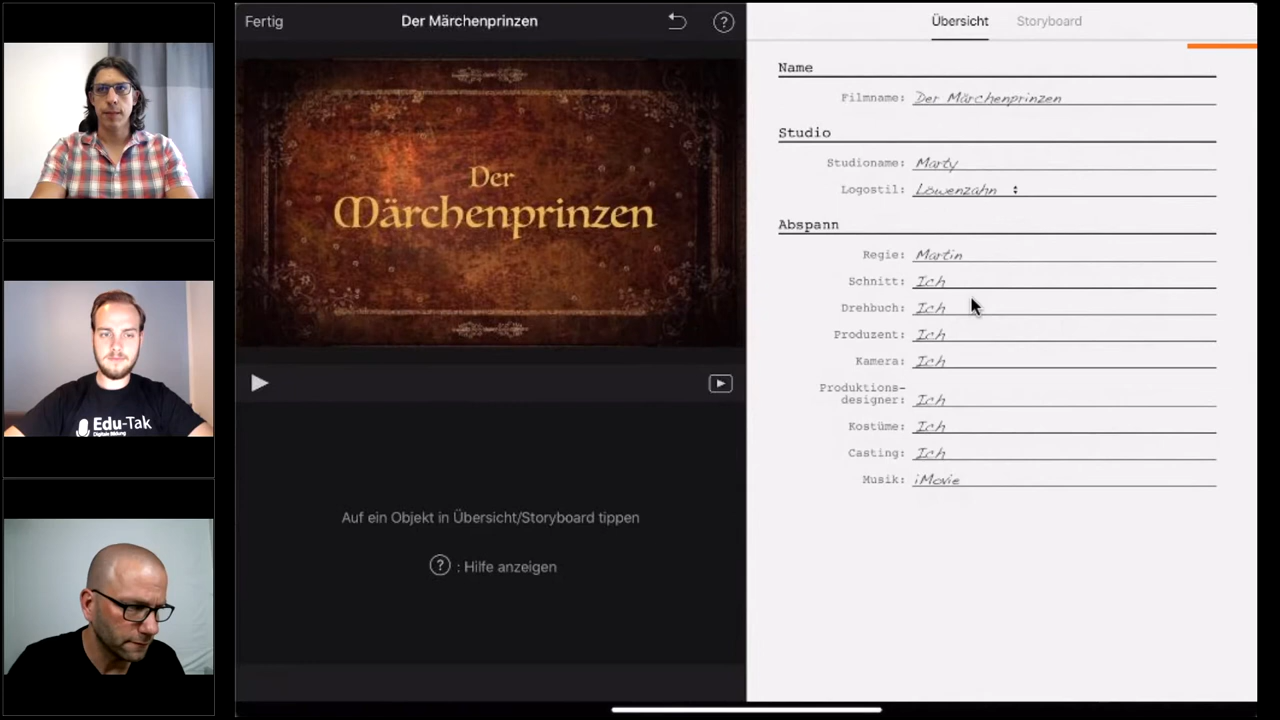 Fertig
Der Märchenprinzen
?
Übersicht
Storyboard
Der
Märchenprinzen
Name
Filmname: Der Märchenprinzen
Studio
Studioname: Marty
Logostil: Löwenzahn
Abspann
Regie: Martin
Schnitt: Ich
Drehbuch: Ich
Produzent: Ich
Kamera: Ich
Produktions-
designer: Ich
Kostüme: Ich
Casting: Ich
Musik: iMovie
Auf ein Objekt in Übersicht/Storyboard tippen
? : Hilfe anzeigen
Edu-Tak
Digitale Bildung